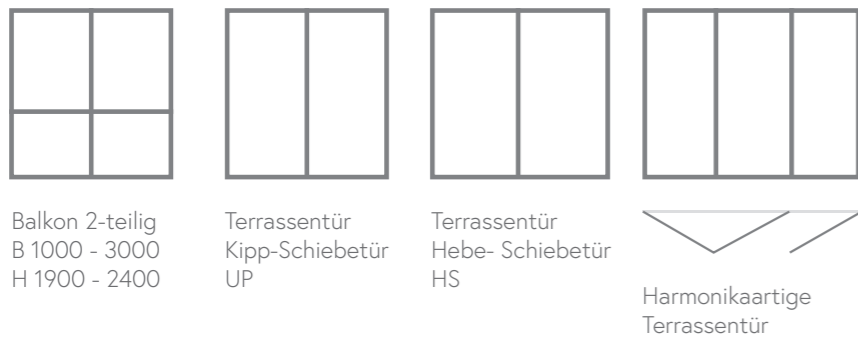 Balkon 2-teilig
B 1000 - 3000
H 1900 - 2400
Terrassentür
Kipp-Schiebetür
UP
Terrassentür
Hebe- Schiebetür
HS
Harmonikaartige
Terrassentür